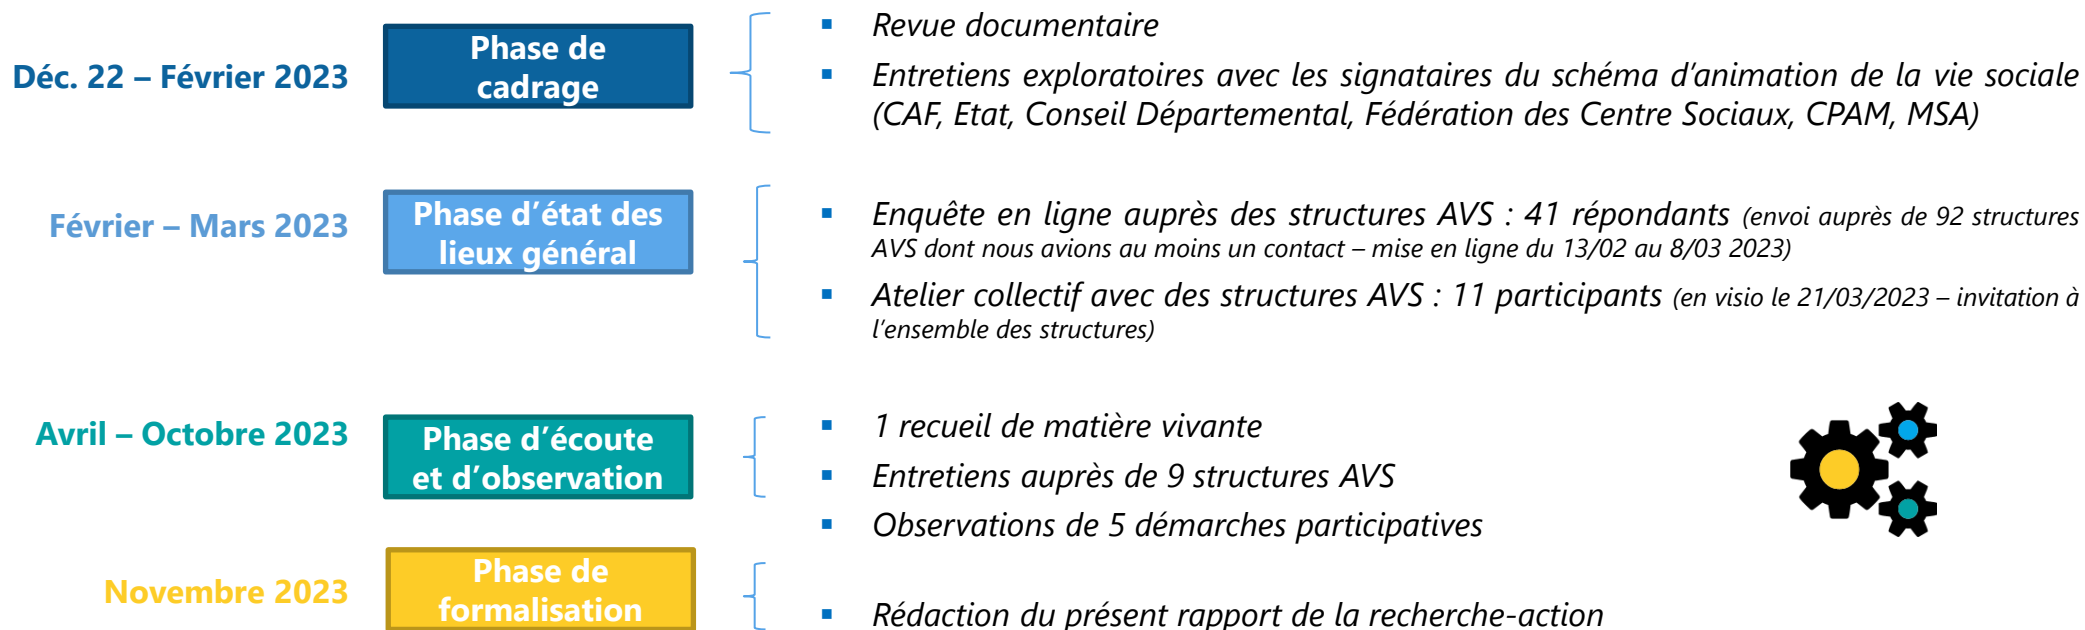 Déc. 22 – Février 2023
Phase de
cadrage
Revue documentaire
Entretiens exploratoires avec les signataires du schéma d'animation de la vie sociale
(CAF, Etat, Conseil Départemental, Fédération des Centre Sociaux, CPAM, MSA)
Février – Mars 2023
Phase d'état des
lieux général
Enquête en ligne auprès des structures AVS : 41 répondants (envoi auprès de 92 structures
AVS dont nous avions au moins un contact – mise en ligne du 13/02 au 8/03 2023)
Atelier collectif avec des structures AVS : 11 participants (en visio le 21/03/2023 – invitation à
l'ensemble des structures)
Avril – Octobre 2023
Phase d'écoute
et d'observation
1 recueil de matière vivante
Entretiens auprès de 9 structures AVS
Observations de 5 démarches participatives
Novembre 2023
Phase de
formalisation
Rédaction du présent rapport de la recherche-action